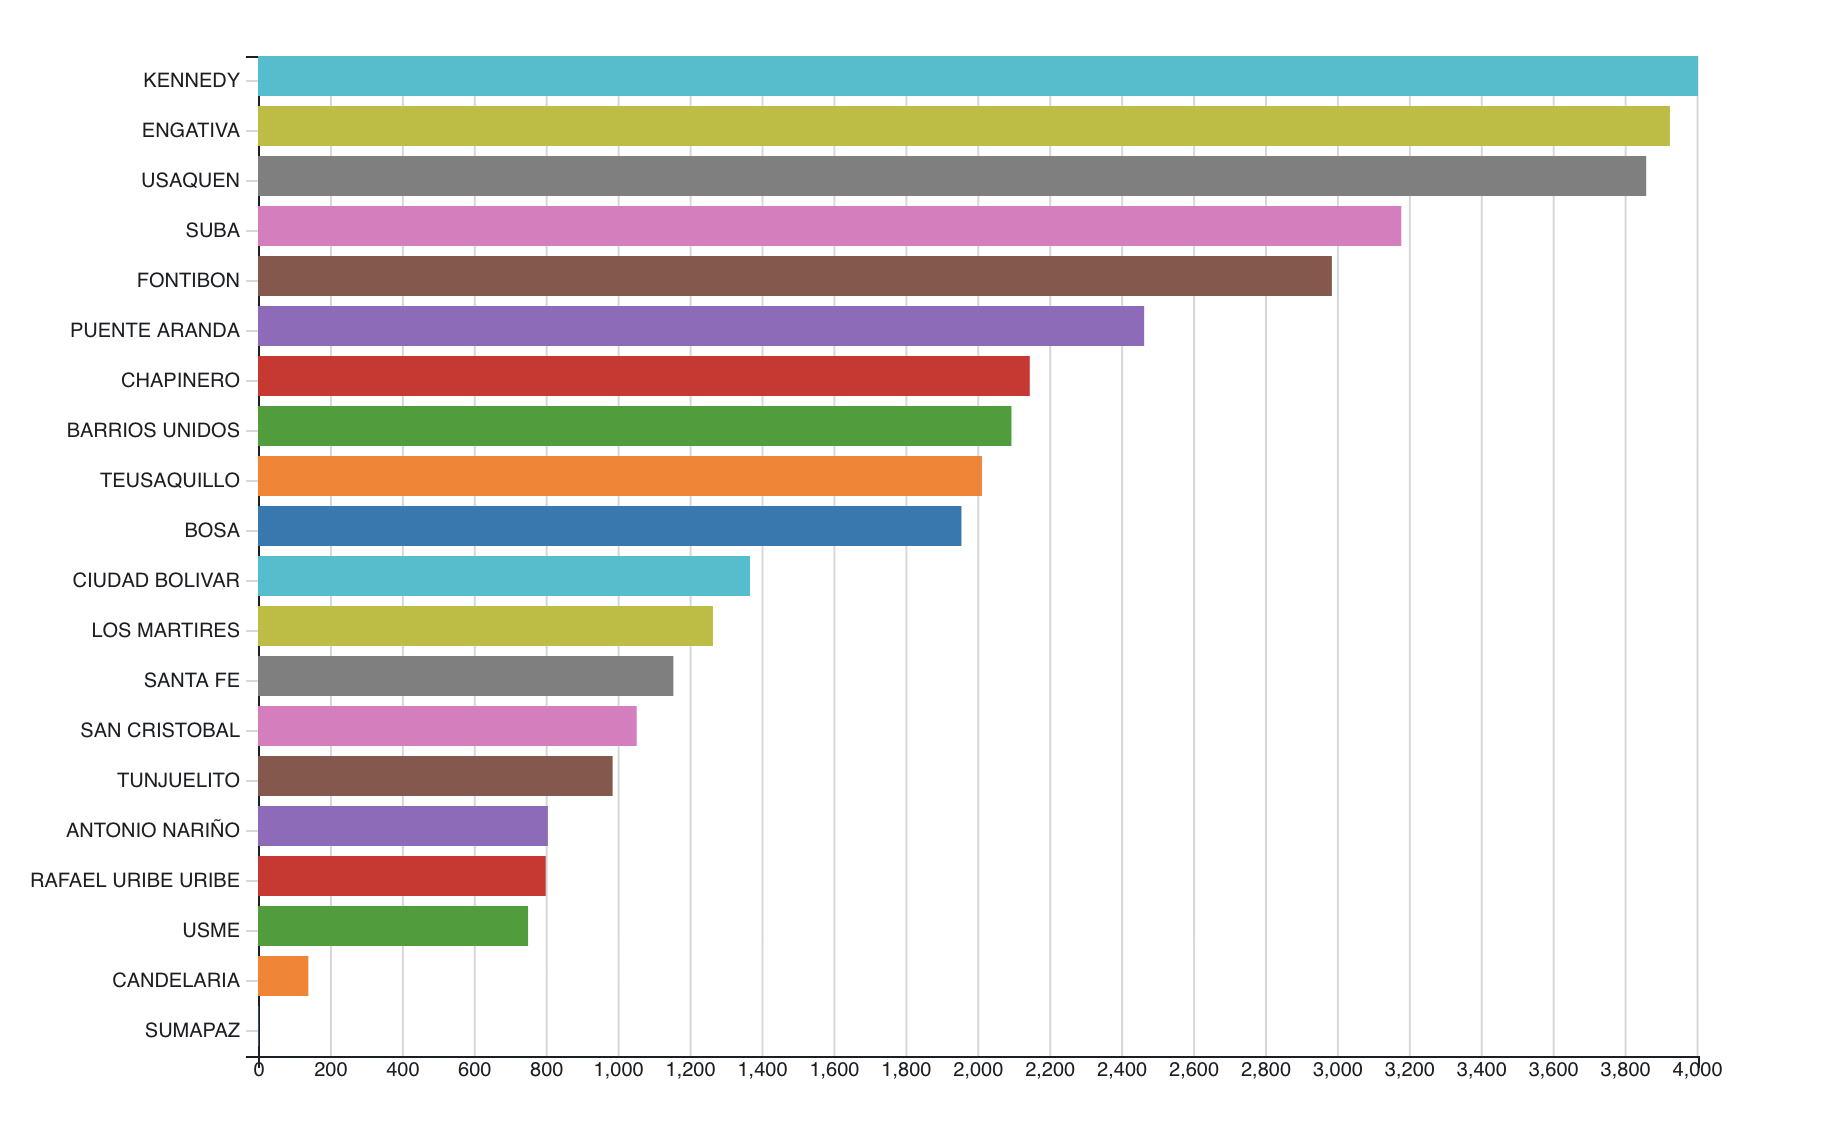 KENNEDY
ENGATIVA
USAQUEN
SUBA
FONTIBON
PUENTE ARANDA
CHAPINERO
BARRIOS UNIDOS
TEUSAQUILLO
BOSA
CIUDAD BOLIVAR
LOS MARTIRES
SANTA FE
SAN CRISTOBAL
TUNJUELITO
ANTONIO NARIÑO
RAFAEL URIBE URIBE
USME
CANDELARIA
SUMAPAZ
0 200 400 600 800 1,000 1,200 1,400 1,600 1,800 2,000 2,200 2,400 2,600 2,800 3,000 3,200 3,400 3,600 3,800 4,000